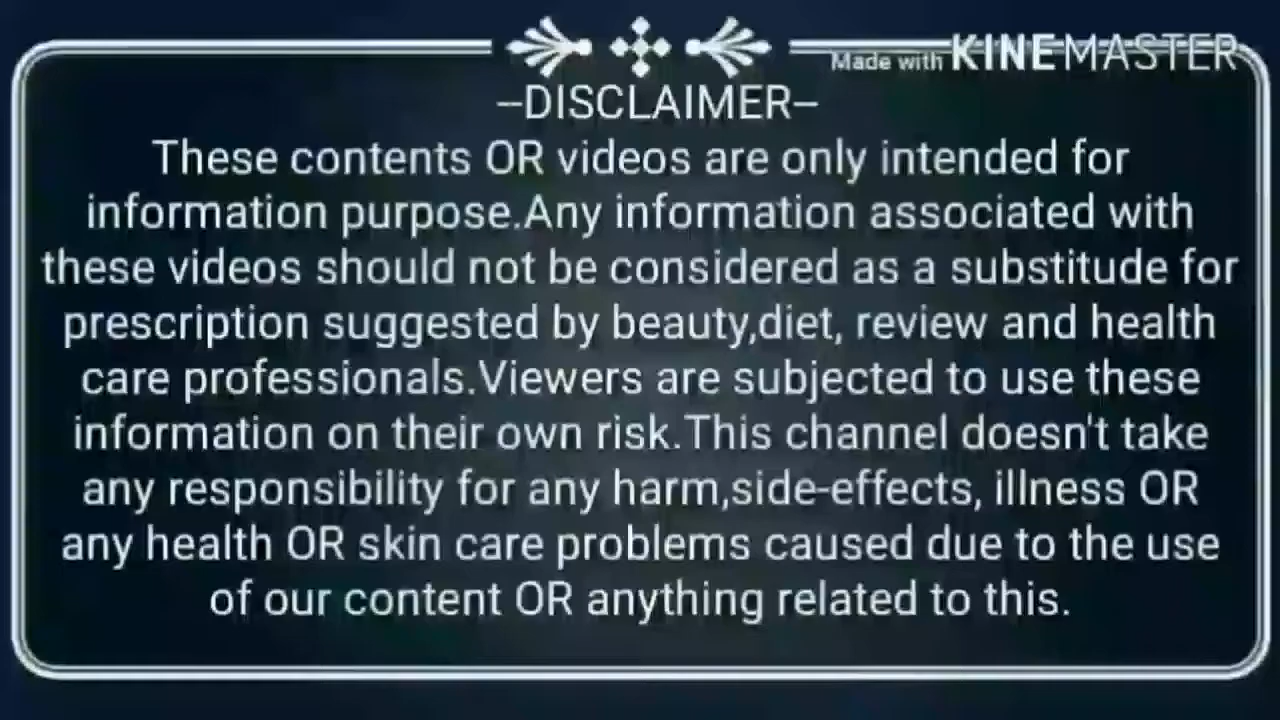 Made with KINEMASTER
--DISCLAIMER--
These contents OR videos are only intended for
information purpose.Any information associated with
these videos should not be considered as a substitude for
prescription suggested by beauty,diet, review and health
care professionals.Viewers are subjected to use these
information on their own risk.This channel doesn't take
any responsibility for any harm,side-effects, illness OR
any health OR skin care problems caused due to the use
of our content OR anything related to this.